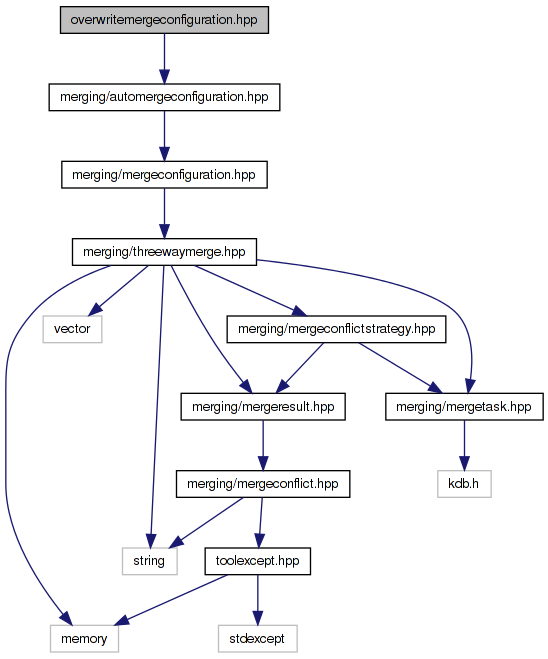 overwritemergeconfiguration.hpp
merging/automergeconfiguration.hpp
merging/mergeconfiguration.hpp
merging/threewaymerge.hpp
vector
merging/mergeconflictstrategy.hpp
merging/mergeresult.hpp
merging/mergetask.hpp
merging/mergeconflict.hpp
kdb.h
string
toolexcept.hpp
memory
stdexcept